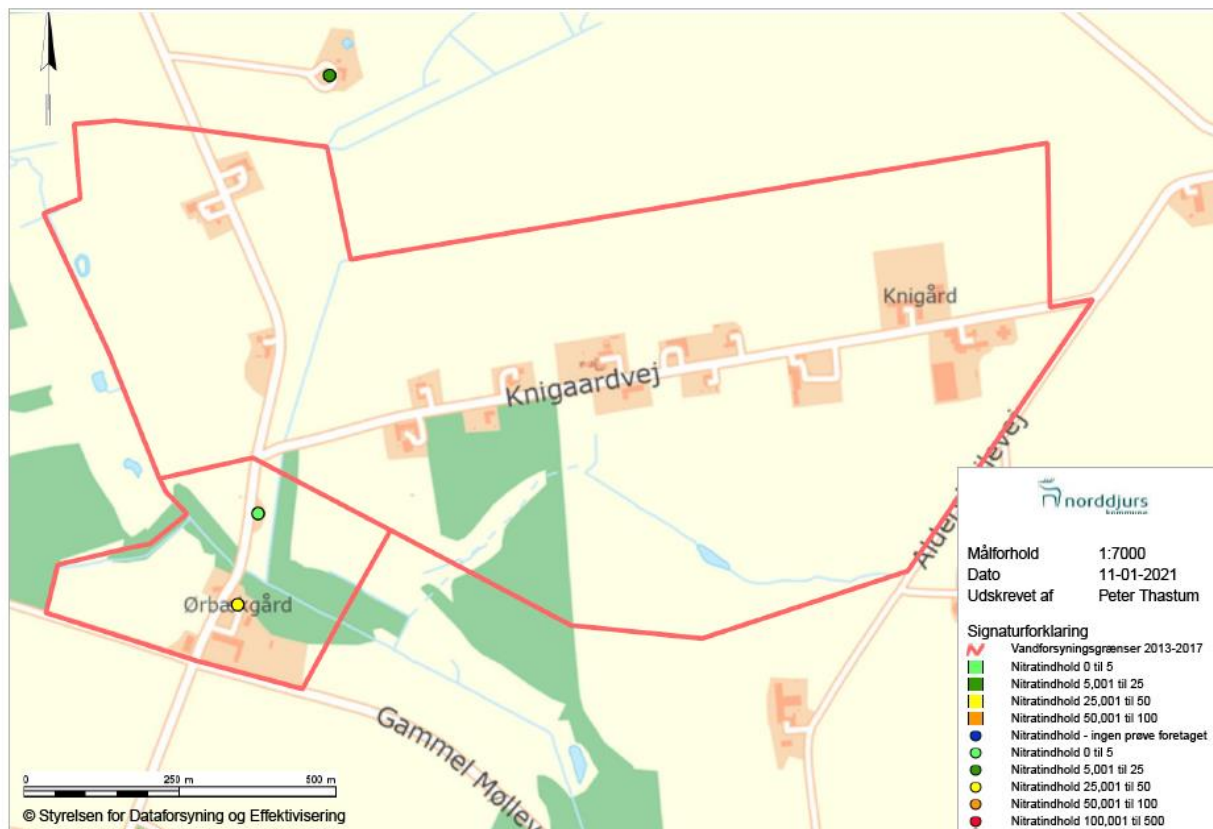 Knigård
Knigaardvej
Ørbækgård
Gammel Møllev
norddjurs
kommune
Målforhold 1:7000
Dato 11-01-2021
Udskrevet af Peter Thastum
Signaturforklaring
Vandforsyningsgrænser 2013-2017
Nitratindhold 0 til 5
Nitratindhold 5,001 til 25
Nitratindhold 25,001 til 50
Nitratindhold 50,001 til 100
Nitratindhold - ingen prøve foretaget
Nitratindhold 0 til 5
Nitratindhold 5,001 til 25
Nitratindhold 25,001 til 50
Nitratindhold 50,001 til 100
Nitratindhold 100,001 til 500
0 250 m 500 m
© Styrelsen for Dataforsyning og Effektivisering